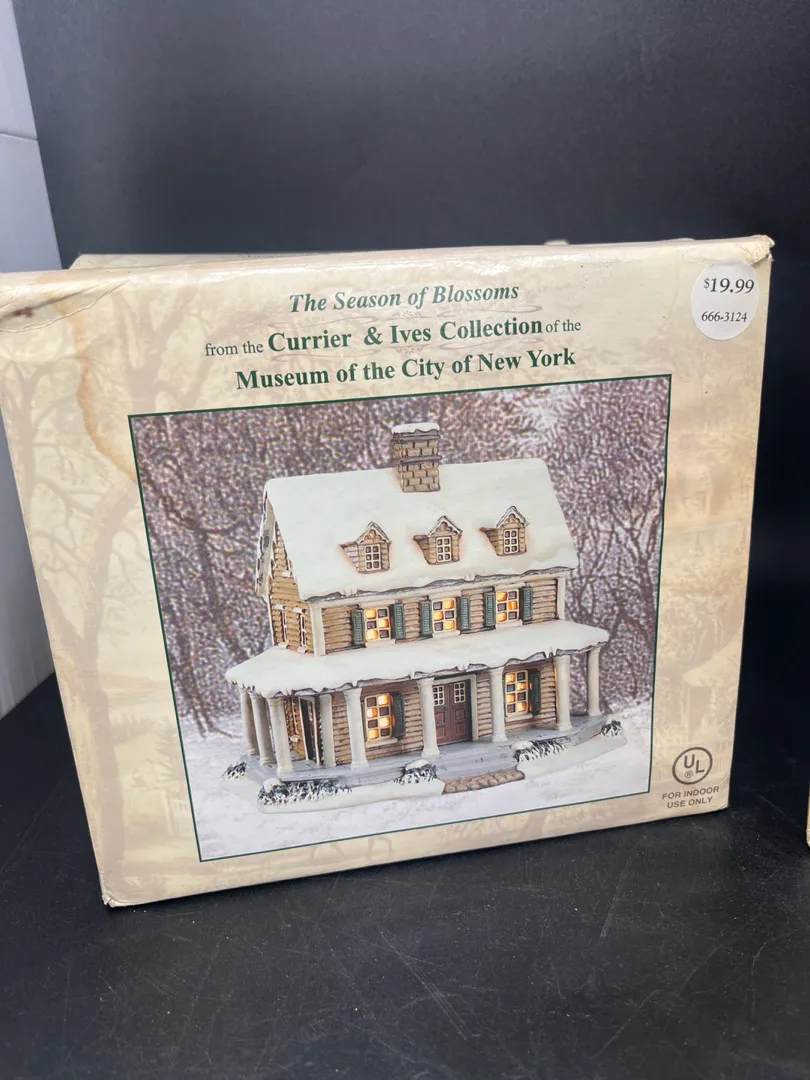 The Season of Blossoms
from the Currier & Ives Collection of the
Museum of the City of New York
$19.99
666-3124
UL
®
FOR INDOOR
USE ONLY